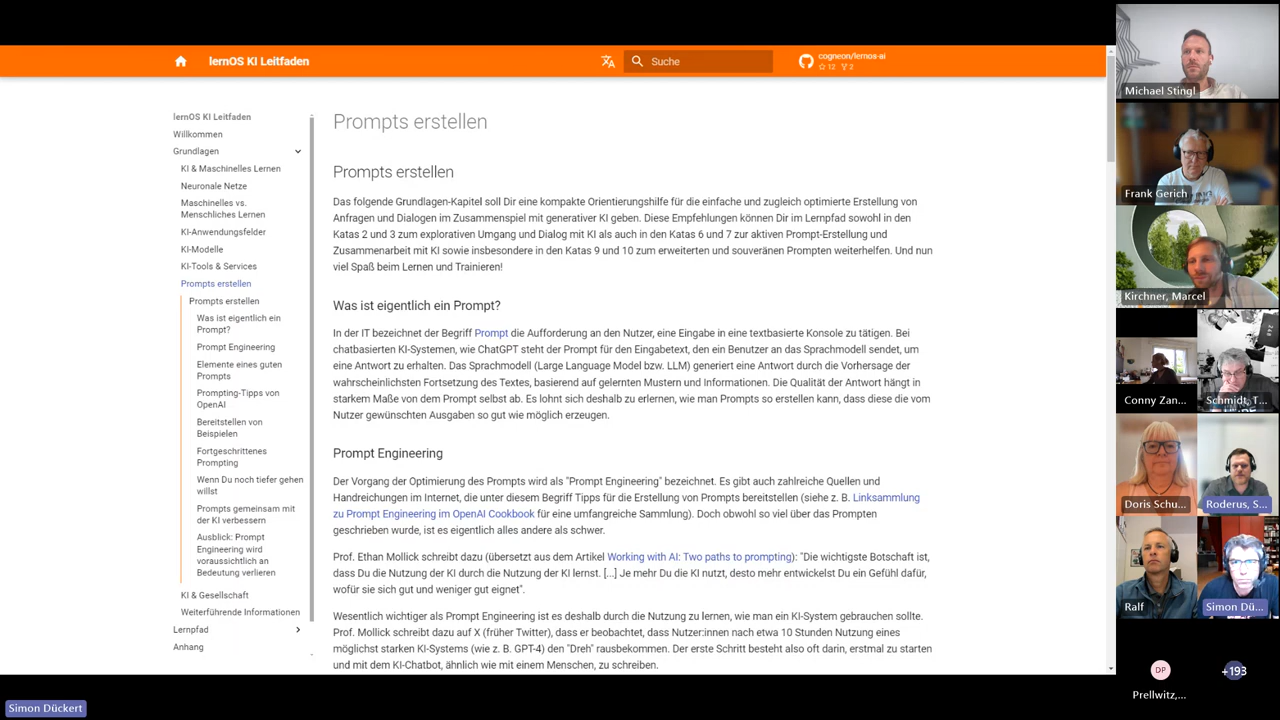 lernOS KI Leitfaden
Suche
cogneon/lernos-ai
12 2
lernOS KI Leitfaden
Willkommen
Grundlagen
KI & Maschinelles Lernen
Neuronale Netze
Maschinelles vs.
Menschliches Lernen
KI-Anwendungsfelder
KI-Modelle
KI-Tools & Services
Prompts erstellen
Prompts erstellen
Was ist eigentlich ein
Prompt?
Prompt Engineering
Elemente eines guten
Prompts
Prompting-Tipps von
OpenAI
Bereitstellen von
Beispielen
Fortgeschrittenes
Prompting
Wenn Du noch tiefer gehen
willst
Prompts gemeinsam mit
der KI verbessern
Ausblick: Prompt
Engineering wird
voraussichtlich an
Bedeutung verlieren
KI & Gesellschaft
Weiterführende Informationen
Lernpfad
Anhang
Prompts erstellen
Prompts erstellen
Das folgende Grundlagen-Kapitel soll Dir eine kompakte Orientierungshilfe für die einfache und zugleich optimierte Erstellung von
Anfragen und Dialogen im Zusammenspiel mit generativer KI geben. Diese Empfehlungen können Dir im Lernpfad sowohl in den
Katas 2 und 3 zum explorativen Umgang und Dialog mit KI als auch in den Katas 6 und 7 zur aktiven Prompt-Erstellung und
Zusammenarbeit mit KI sowie insbesondere in den Katas 9 und 10 zum erweiterten und souveränen Prompten weiterhelfen. Und nun
viel Spaß beim Lernen und Trainieren!
Was ist eigentlich ein Prompt?
In der IT bezeichnet der Begriff Prompt die Aufforderung an den Nutzer, eine Eingabe in eine textbasierte Konsole zu tätigen. Bei
chatbasierten KI-Systemen, wie ChatGPT steht der Prompt für den Eingabetext, den ein Benutzer an das Sprachmodell sendet, um
eine Antwort zu erhalten. Das Sprachmodell (Large Language Model bzw. LLM) generiert eine Antwort durch die Vorhersage der
wahrscheinlichsten Fortsetzung des Textes, basierend auf gelernten Mustern und Informationen. Die Qualität der Antwort hängt in
starkem Maße von dem Prompt selbst ab. Es lohnt sich deshalb zu erlernen, wie man Prompts so erstellen kann, dass diese die vom
Nutzer gewünschten Ausgaben so gut wie möglich erzeugen.
Prompt Engineering
Der Vorgang der Optimierung des Prompts wird als "Prompt Engineering" bezeichnet. Es gibt auch zahlreiche Quellen und
Handreichungen im Internet, die unter diesem Begriff Tipps für die Erstellung von Prompts bereitstellen (siehe z. B. Linksammlung
zu Prompt Engineering im OpenAI Cookbook für eine umfangreiche Sammlung). Doch obwohl so viel über das Prompten
geschrieben wurde, ist es eigentlich alles andere als schwer.
Prof. Ethan Mollick schreibt dazu (übersetzt aus dem Artikel Working with AI: Two paths to prompting): "Die wichtigste Botschaft ist,
dass Du die Nutzung der KI durch die Nutzung der KI lernst. [...] Je mehr Du die KI nutzt, desto mehr entwickelst Du ein Gefühl dafür,
wofür sie sich gut und weniger gut eignet".
Wesentlich wichtiger als Prompt Engineering ist es deshalb durch die Nutzung zu lernen, wie man ein KI-System gebrauchen sollte.
Prof. Mollick schreibt dazu auf X (früher Twitter), dass er beobachtet, dass Nutzer:innen nach etwa 10 Stunden Nutzung eines
möglichst starken KI-Systems (wie z. B. GPT-4) den "Dreh" rausbekommen. Der erste Schritt besteht also oft darin, erstmal zu starten
und mit dem KI-Chatbot, ähnlich wie mit einem Menschen, zu schreiben.
Michael Stingl
Frank Gerich
Kirchner, Marcel
Conny Zan...
Schmidt, T...
Doris Schu...
Roderus, S...
Ralf
Simon Dü...
DP
+193
Prellwitz,...
Simon Dückert